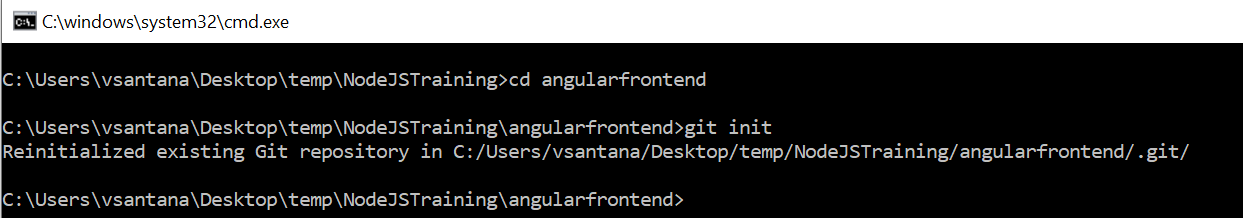 C:\windows\system32\cmd.exe
C:\Users\vsantana\Desktop\temp\NodeJSTraining>cd angularfrontend
C:\Users\vsantana\Desktop\temp\NodeJSTraining\angularfrontend>git init
Reinitialized existing Git repository in C:/Users/vsantana/Desktop/temp/NodeJSTraining/angularfrontend/.git/
C:\Users\vsantana\Desktop\temp\NodeJSTraining\angularfrontend>